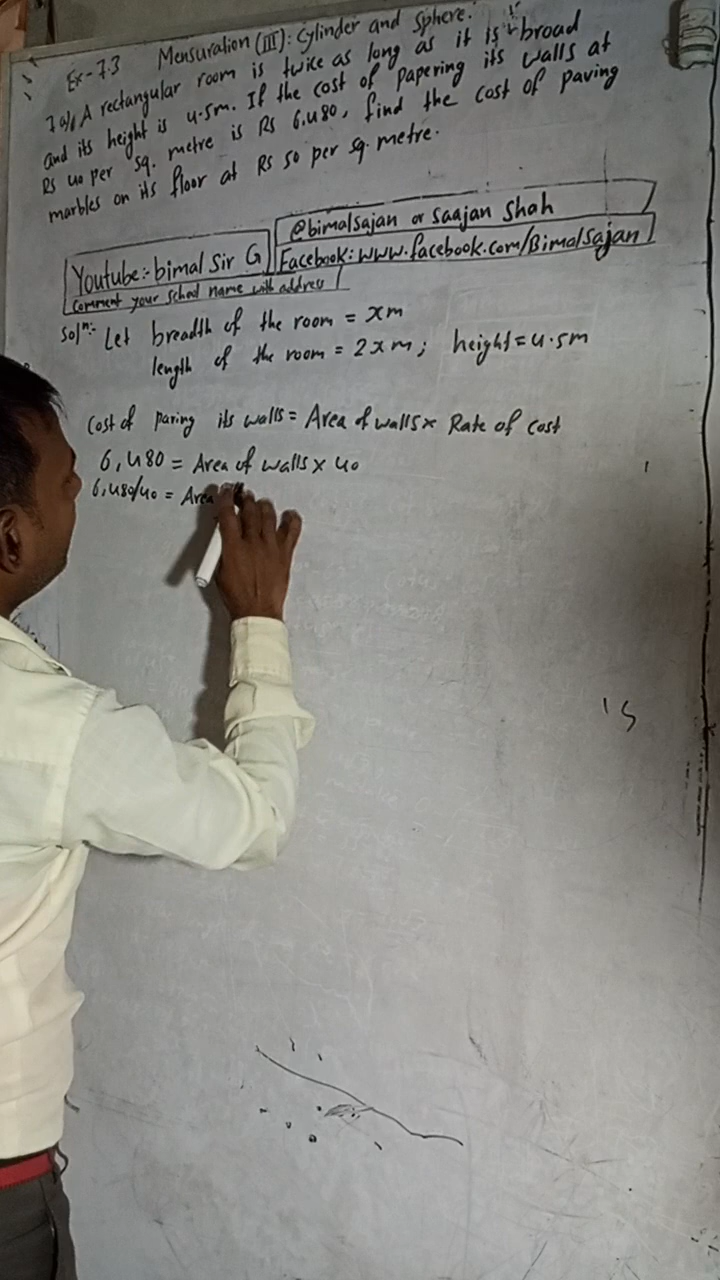 Ex-7.3 Mensuration (III): Cylinder and Sphere.
7 a) A rectangular room is twice as long as it is broad
and its height is 4.5m. If the cost of papering its walls at
Rs 40 per sq. metre is Rs 6,480, find the cost of paving
marbles on its floor at Rs 50 per sq. metre.
@bimalsajan or Saajan Shah
Youtube:- bimal Sir G
Facebook: www.facebook.com/Bimalsajan
Comment your school name with address
Solⁿ:- Let breadth of the room = xm
length of the room = 2xm; height = 4.5m
Cost of paring its walls = Area of walls × Rate of cost
6,480 = Area of walls × 40
6,480/40 = Area